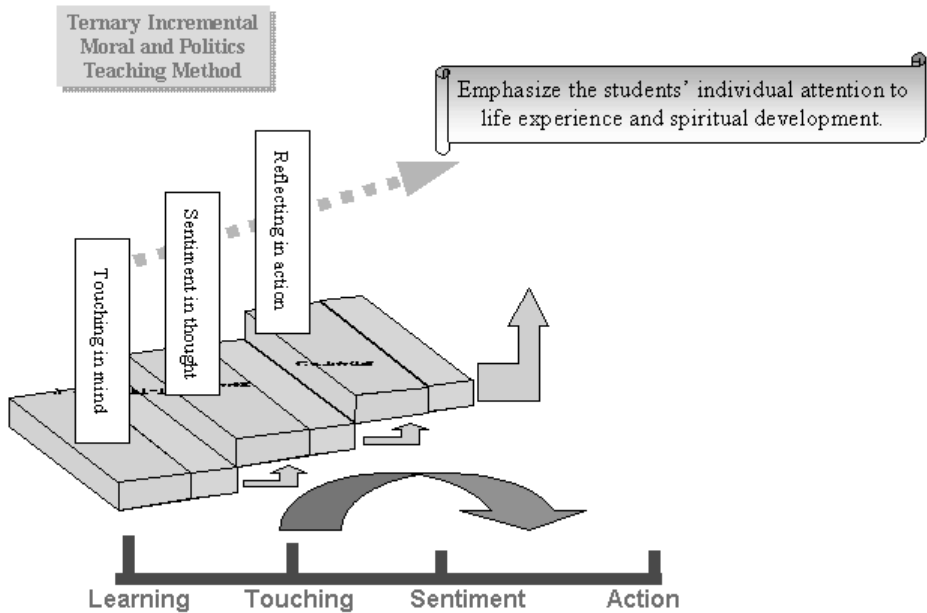 Ternary Incremental
Moral and Politics
Teaching Method
Emphasize the students' individual attention to
life experience and spiritual development.
Reflecting in action
Sentiment in thought
Touching in mind
Learning
Touching
Sentiment
Action